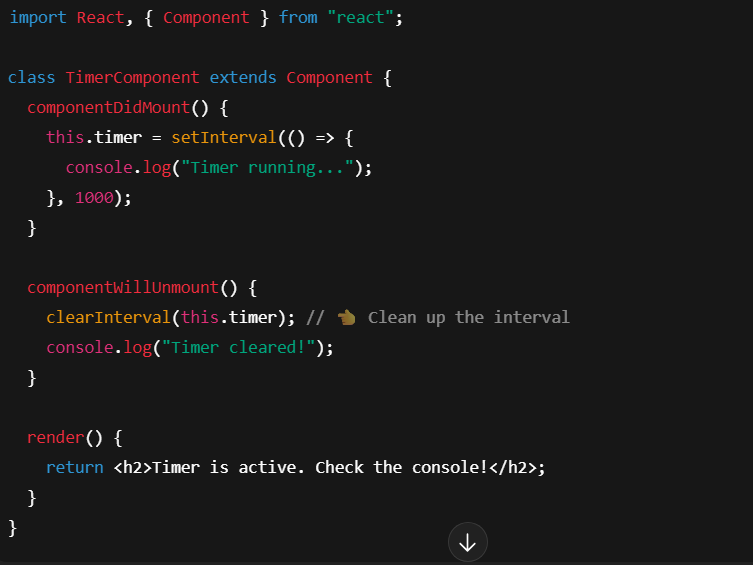 import React, { Component } from "react";
class TimerComponent extends Component {
componentDidMount() {
this.timer = setInterval(() => {
console.log("Timer running...");
}, 1000);
}
componentWillUnmount() {
clearInterval(this.timer); // 👈 Clean up the interval
console.log("Timer cleared!");
}
render() {
return <h2>Timer is active. Check the console!</h2>;
}
}